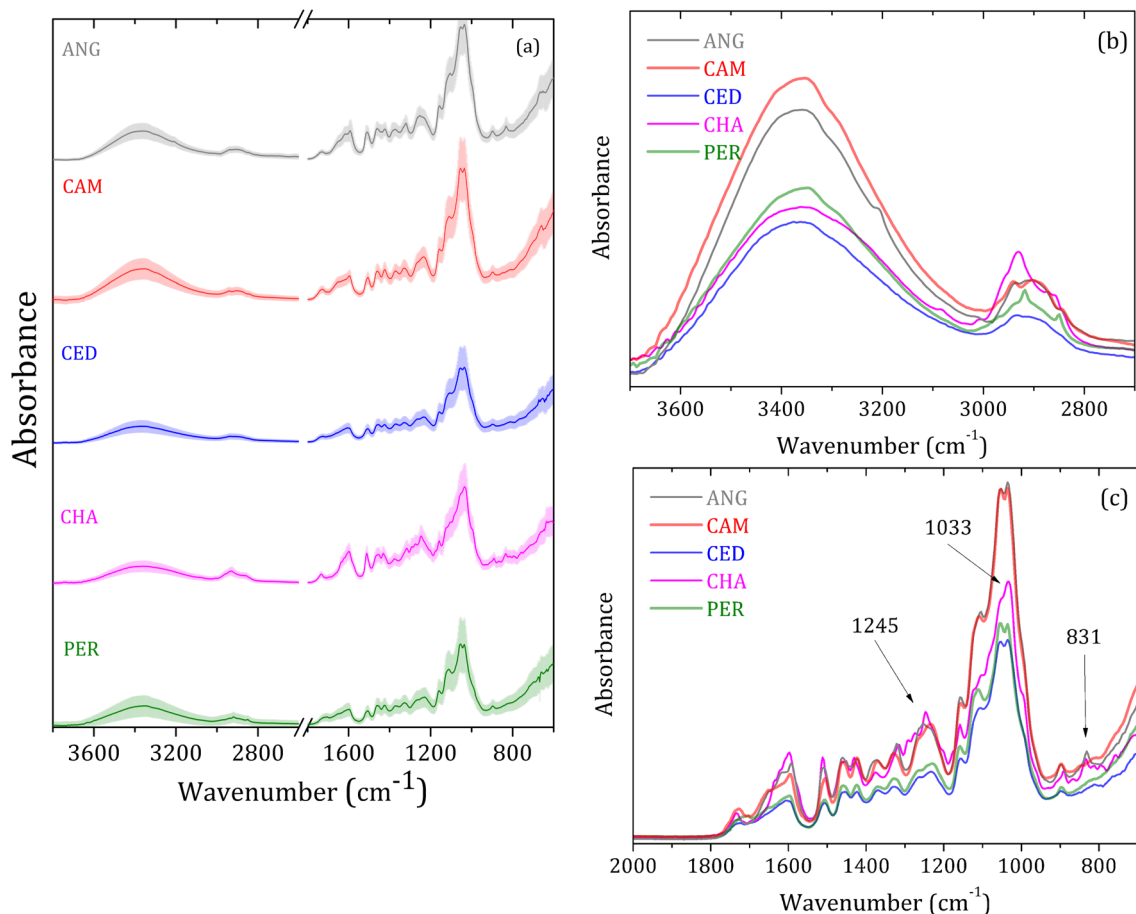 (a)
ANG
CAM
CED
CHA
PER
Absorbance
3600
3200
2800
1600
1200
800
Wavenumber (cm⁻¹)
(b)
ANG
CAM
CED
CHA
PER
Absorbance
3600
3400
3200
3000
2800
Wavenumber (cm⁻¹)
(c)
ANG
CAM
CED
CHA
PER
1033
1245
831
Absorbance
2000
1800
1600
1400
1200
1000
800
Wavenumber (cm⁻¹)